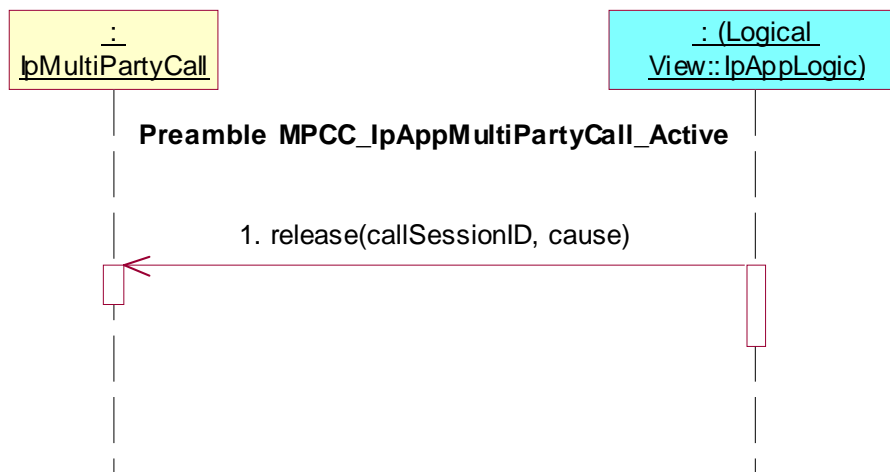 :
IpMultiPartyCall
: (Logical
View::IpAppLogic)
Preamble MPCC_IpAppMultiPartyCall_Active
1. release(callSessionID, cause)